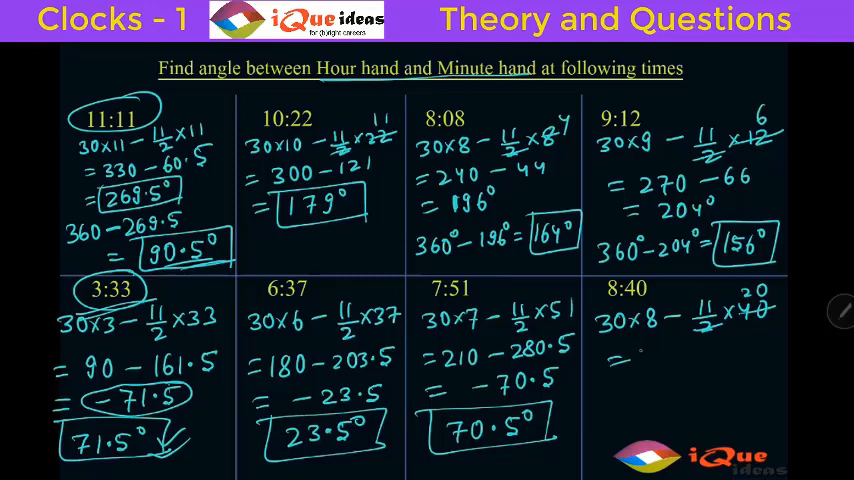 Clocks - 1
iQue ideas
for (b)right careers
Theory and Questions
Find angle between Hour hand and Minute hand at following times
11:11
30×11 - 11/2 ×11
= 330 - 60.5
= 269.5°
360 - 269.5
= 90.5°
10:22
11
30×10 - 11/2 ×22
= 300 - 121
= 179°
8:08
30×8 - 11/2 ×8 4
= 240 - 44
= 196°
360° - 196° = 164°
9:12
6
30×9 - 11/2 ×12
= 270 - 66
= 204°
360° - 204° = 156°
3:33
30×3 - 11/2 ×33
= 90 - 161.5
= -71.5
71.5°
6:37
30×6 - 11/2 ×37
= 180 - 203.5
= -23.5
23.5°
7:51
30×7 - 11/2 ×51
= 210 - 280.5
= -70.5
70.5°
8:40
20
30×8 - 11/2 ×40
=
iQue
ideas